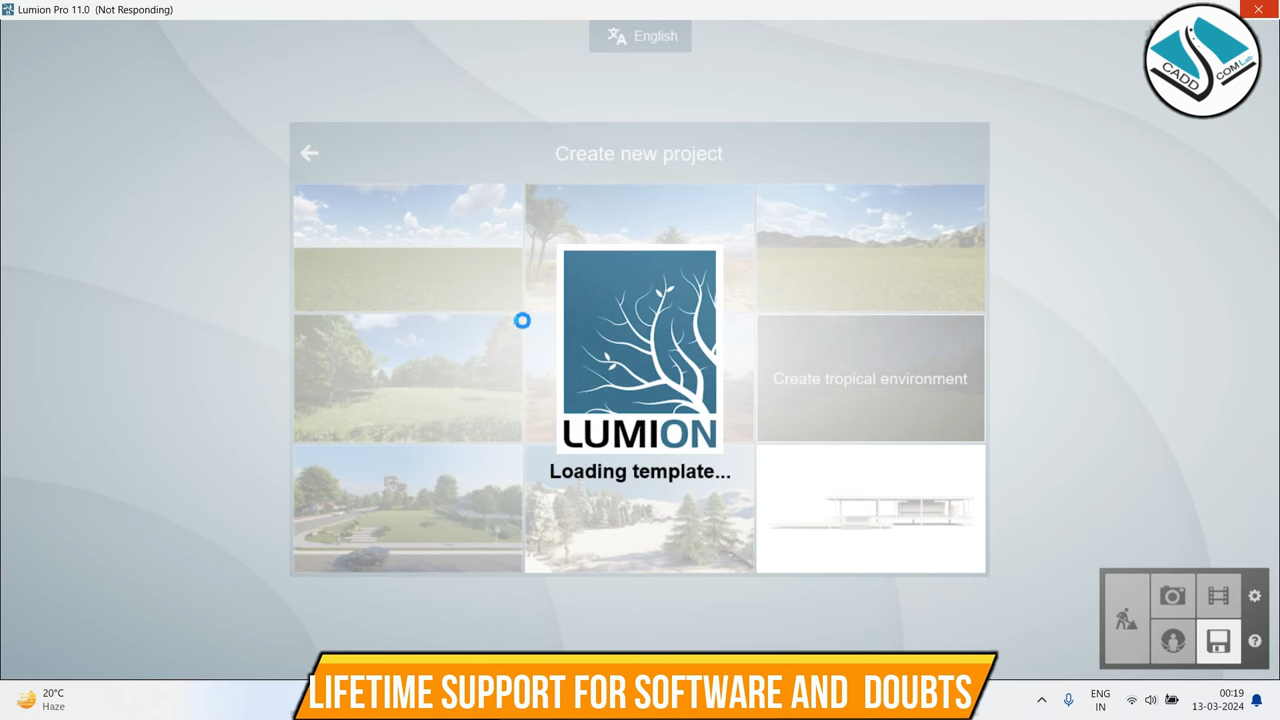 Lumion Pro 11.0 (Not Responding)
English
CADD
COM Lab
Create new project
Create tropical environment
LUMION
Loading template...
LIFETIME SUPPORT FOR SOFTWARE AND DOUBTS
20°C
Haze
ENG
IN
00:19
13-03-2024